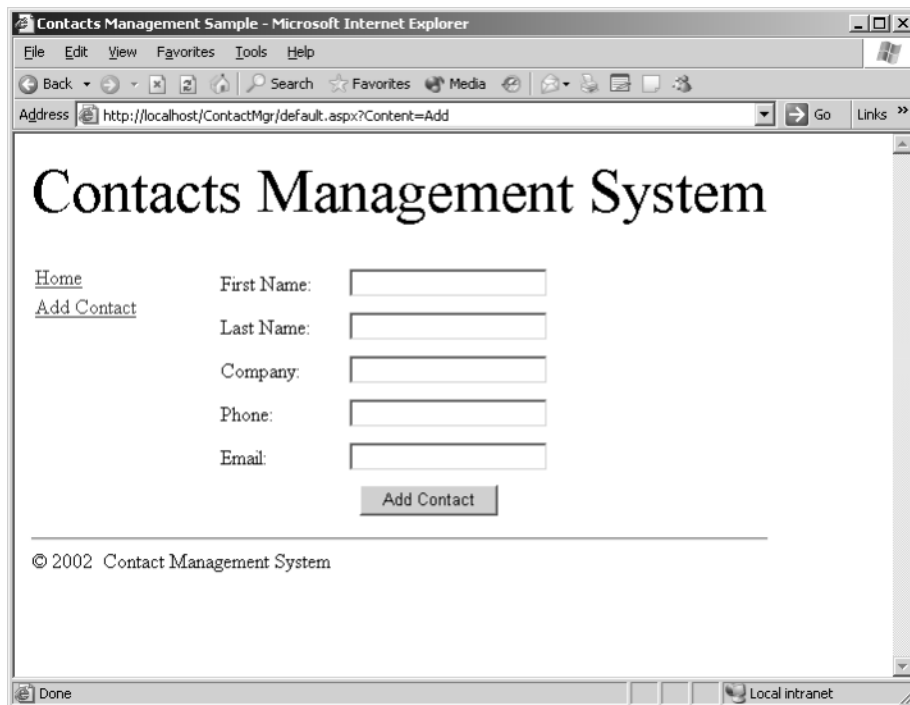 Contacts Management Sample - Microsoft Internet Explorer
File Edit View Favorites Tools Help
Back Search Favorites Media
Address http://localhost/ContactMgr/default.aspx?Content=Add Go Links »
Contacts Management System
Home
Add Contact
First Name:
Last Name:
Company:
Phone:
Email:
Add Contact
© 2002 Contact Management System
Done Local intranet